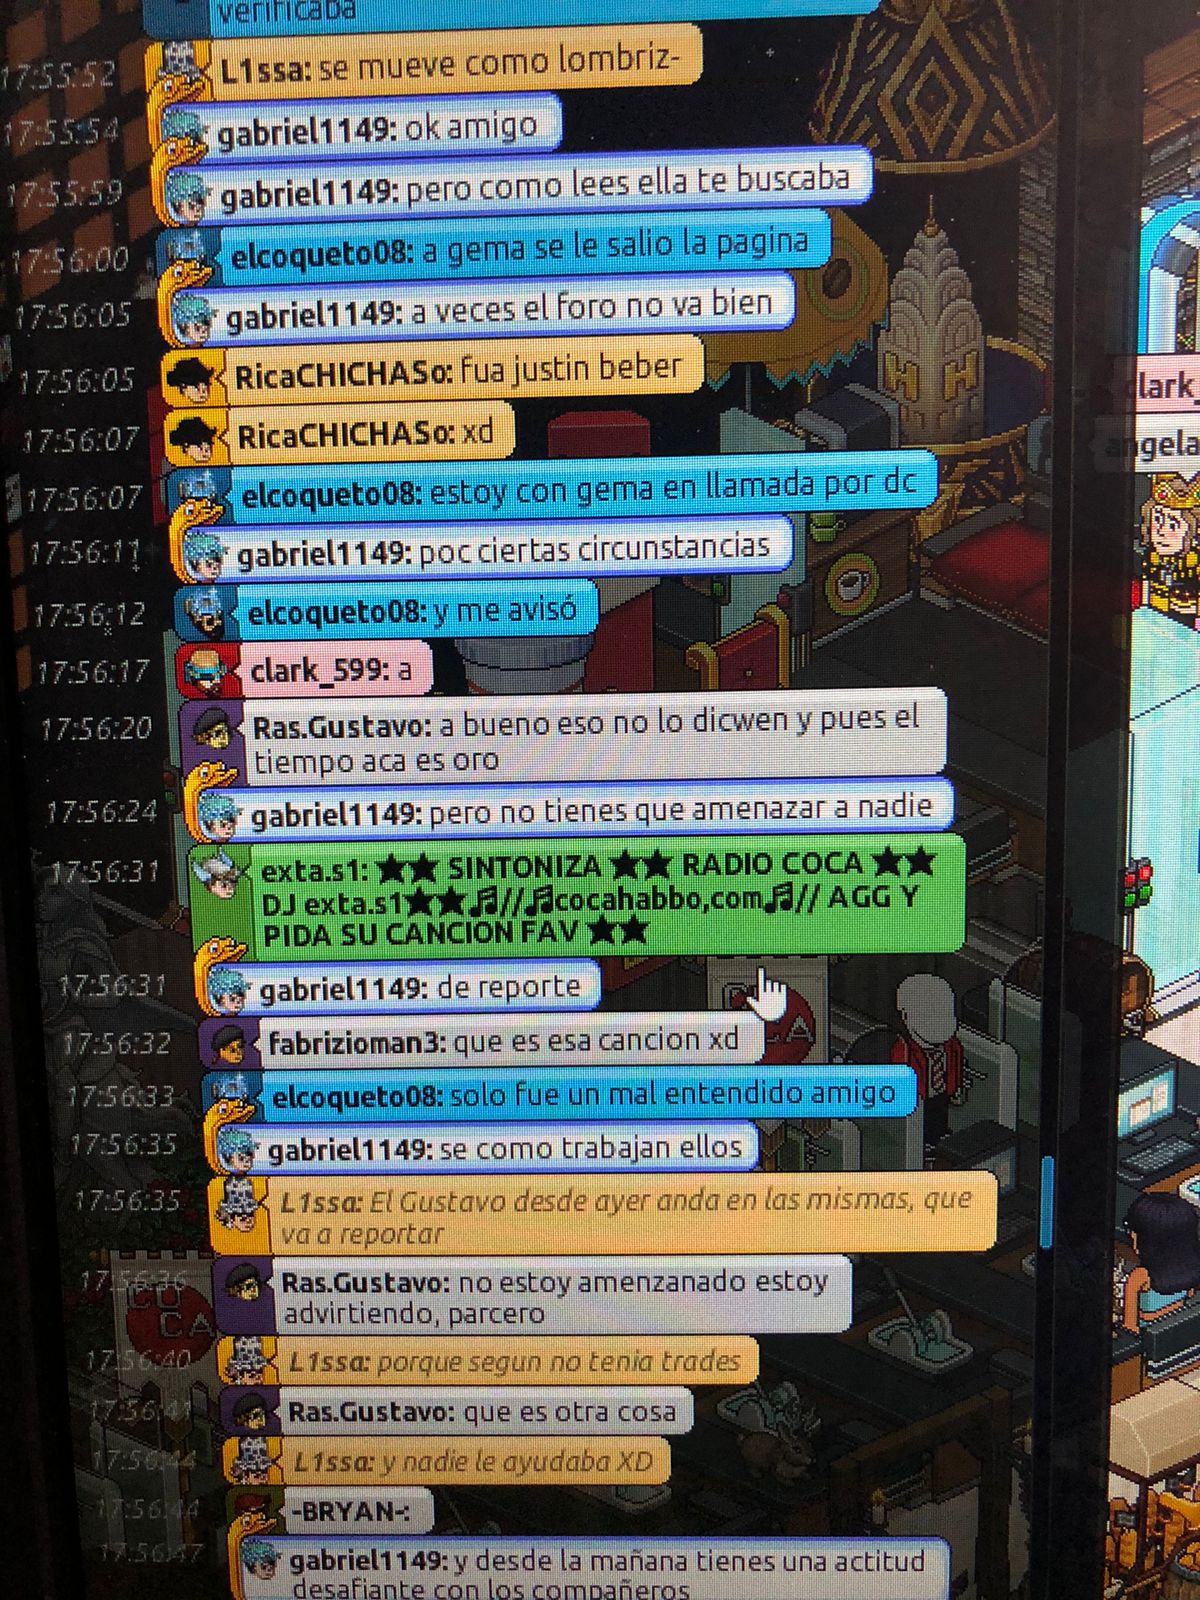 verificaba
17:55:52 L1ssa: se mueve como lombriz-
17:55:54 gabriel1149: ok amigo
17:55:59 gabriel1149: pero como lees ella te buscaba
17:56:00 elcoqueto08: a gema se le salio la pagina
17:56:05 gabriel1149: a veces el foro no va bien
17:56:05 RicaCHICHASo: fua justin beber
17:56:07 RicaCHICHASo: xd
17:56:07 elcoqueto08: estoy con gema en llamada por dc
17:56:11 gabriel1149: poc ciertas circunstancias
17:56:12 elcoqueto08: y me avisó
17:56:17 clark_599: a
17:56:20 Ras.Gustavo: a bueno eso no lo dicwen y pues el
tiempo aca es oro
17:56:24 gabriel1149: pero no tienes que amenazar a nadie
17:56:31 exta.s1: ★★ SINTONIZA ★★ RADIO COCA ★★
DJ exta.s1★★♫//♫cocahabbo,com♫// AGG Y
PIDA SU CANCION FAV ★★
17:56:31 gabriel1149: de reporte
17:56:32 fabrizioman3: que es esa cancion xd
17:56:33 elcoqueto08: solo fue un mal entendido amigo
17:56:35 gabriel1149: se como trabajan ellos
17:56:35 L1ssa: El Gustavo desde ayer anda en las mismas, que
va a reportar
17:56:36 Ras.Gustavo: no estoy amenzanado estoy
advirtiendo, parcero
17:56:40 L1ssa: porque segun no tenia trades
17:56:41 Ras.Gustavo: que es otra cosa
17:56:44 L1ssa: y nadie le ayudaba XD
17:56:44 -BRYAN-:
17:56:47 gabriel1149: y desde la mañana tienes una actitud
desafiante con los compañeros
clark_
angela
CO
CA